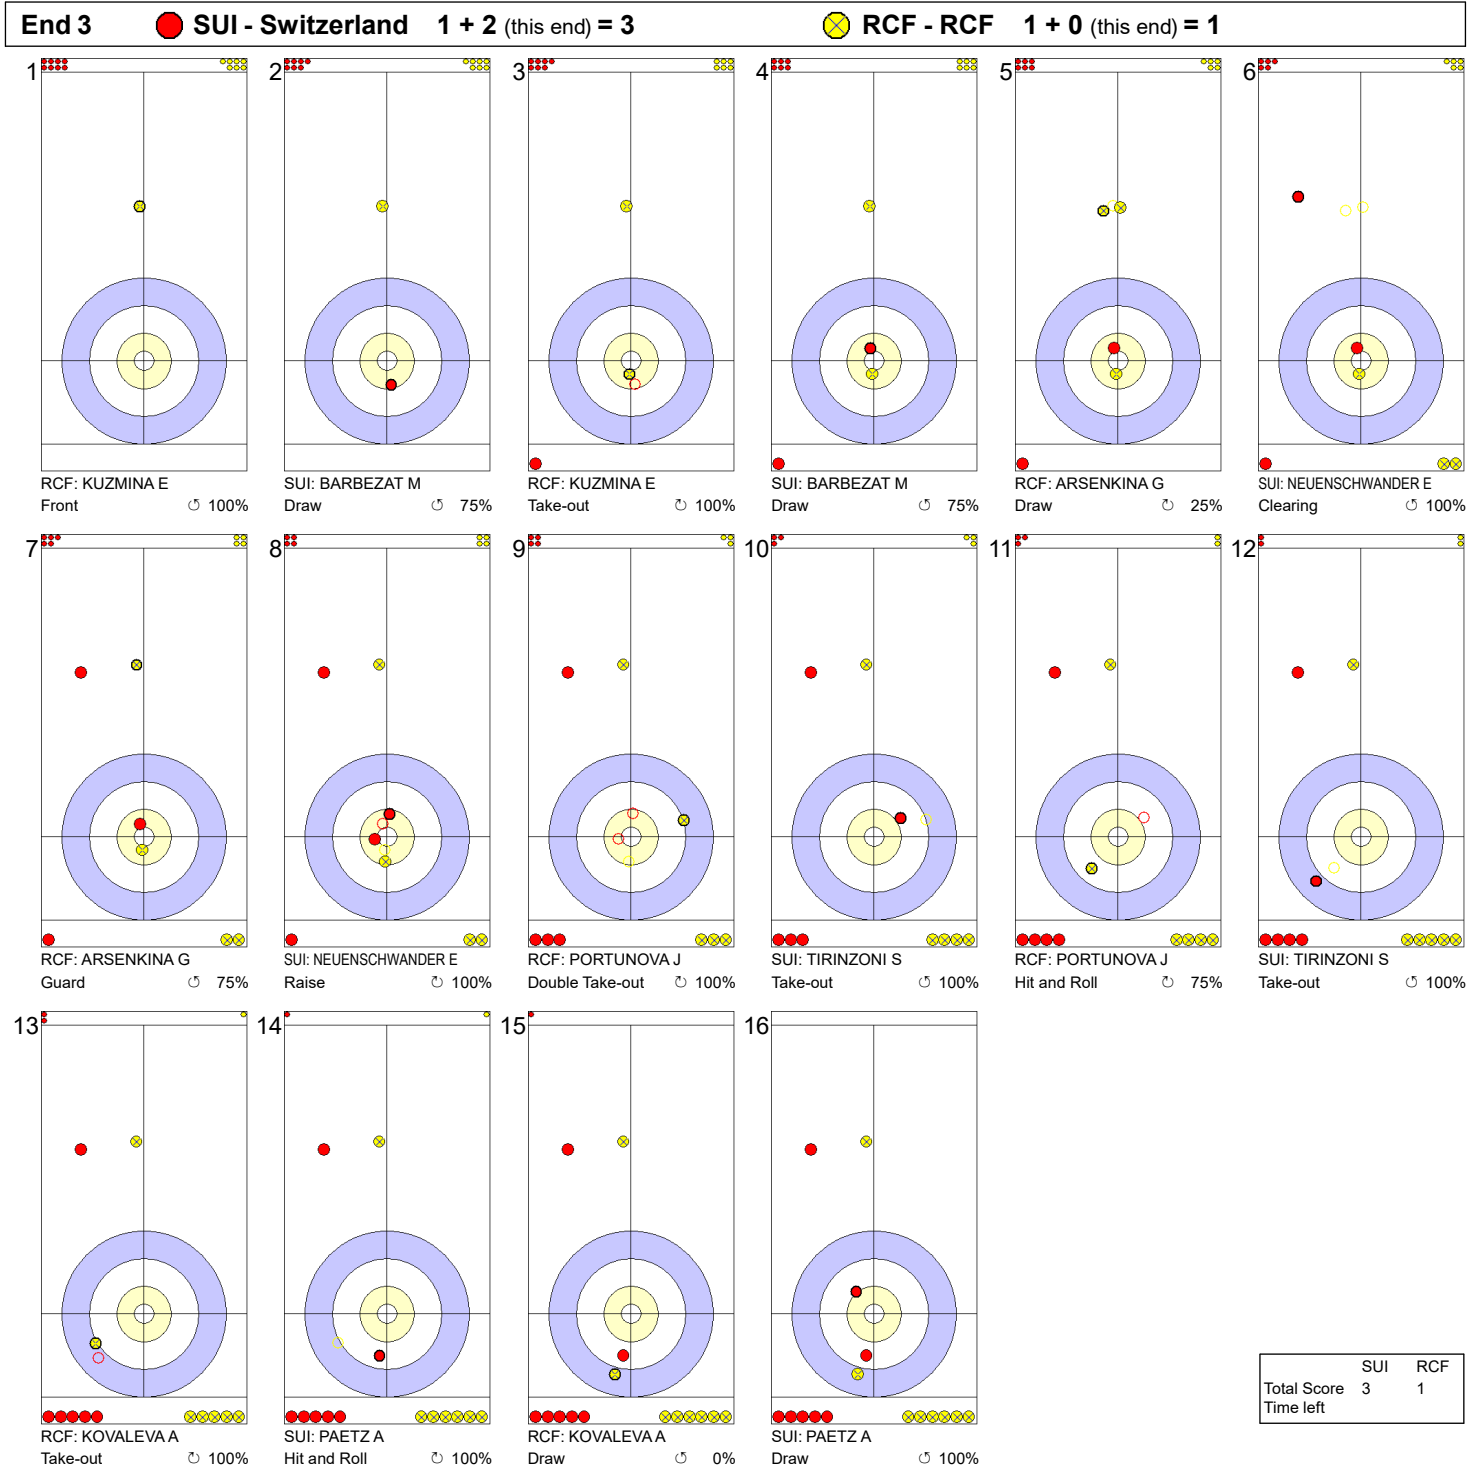 End 3 SUI - Switzerland 1 + 2 (this end) = 3 RCF - RCF 1 + 0 (this end) = 1
1 2 3 4 5 6
RCF: KUZMINA E SUI: BARBEZAT M RCF: KUZMINA E SUI: BARBEZAT M RCF: ARSENKINA G SUI: NEUENSCHWANDER E
Front ↺ 100% Draw ↺ 75% Take-out ↻ 100% Draw ↺ 75% Draw ↺ 25% Clearing ↻ 100%
7 8 9 10 11 12
RCF: ARSENKINA G SUI: NEUENSCHWANDER E RCF: PORTUNOVA J SUI: TIRINZONI S RCF: PORTUNOVA J SUI: TIRINZONI S
Guard ↺ 75% Raise ↻ 100% Double Take-out ↻ 100% Take-out ↺ 100% Hit and Roll ↻ 75% Take-out ↻ 100%
13 14 15 16
RCF: KOVALEVA A SUI: PAETZ A RCF: KOVALEVA A SUI: PAETZ A
Take-out ↻ 100% Hit and Roll ↺ 100% Draw ↺ 0% Draw ↺ 100%
SUI RCF
Total Score 3 1
Time left